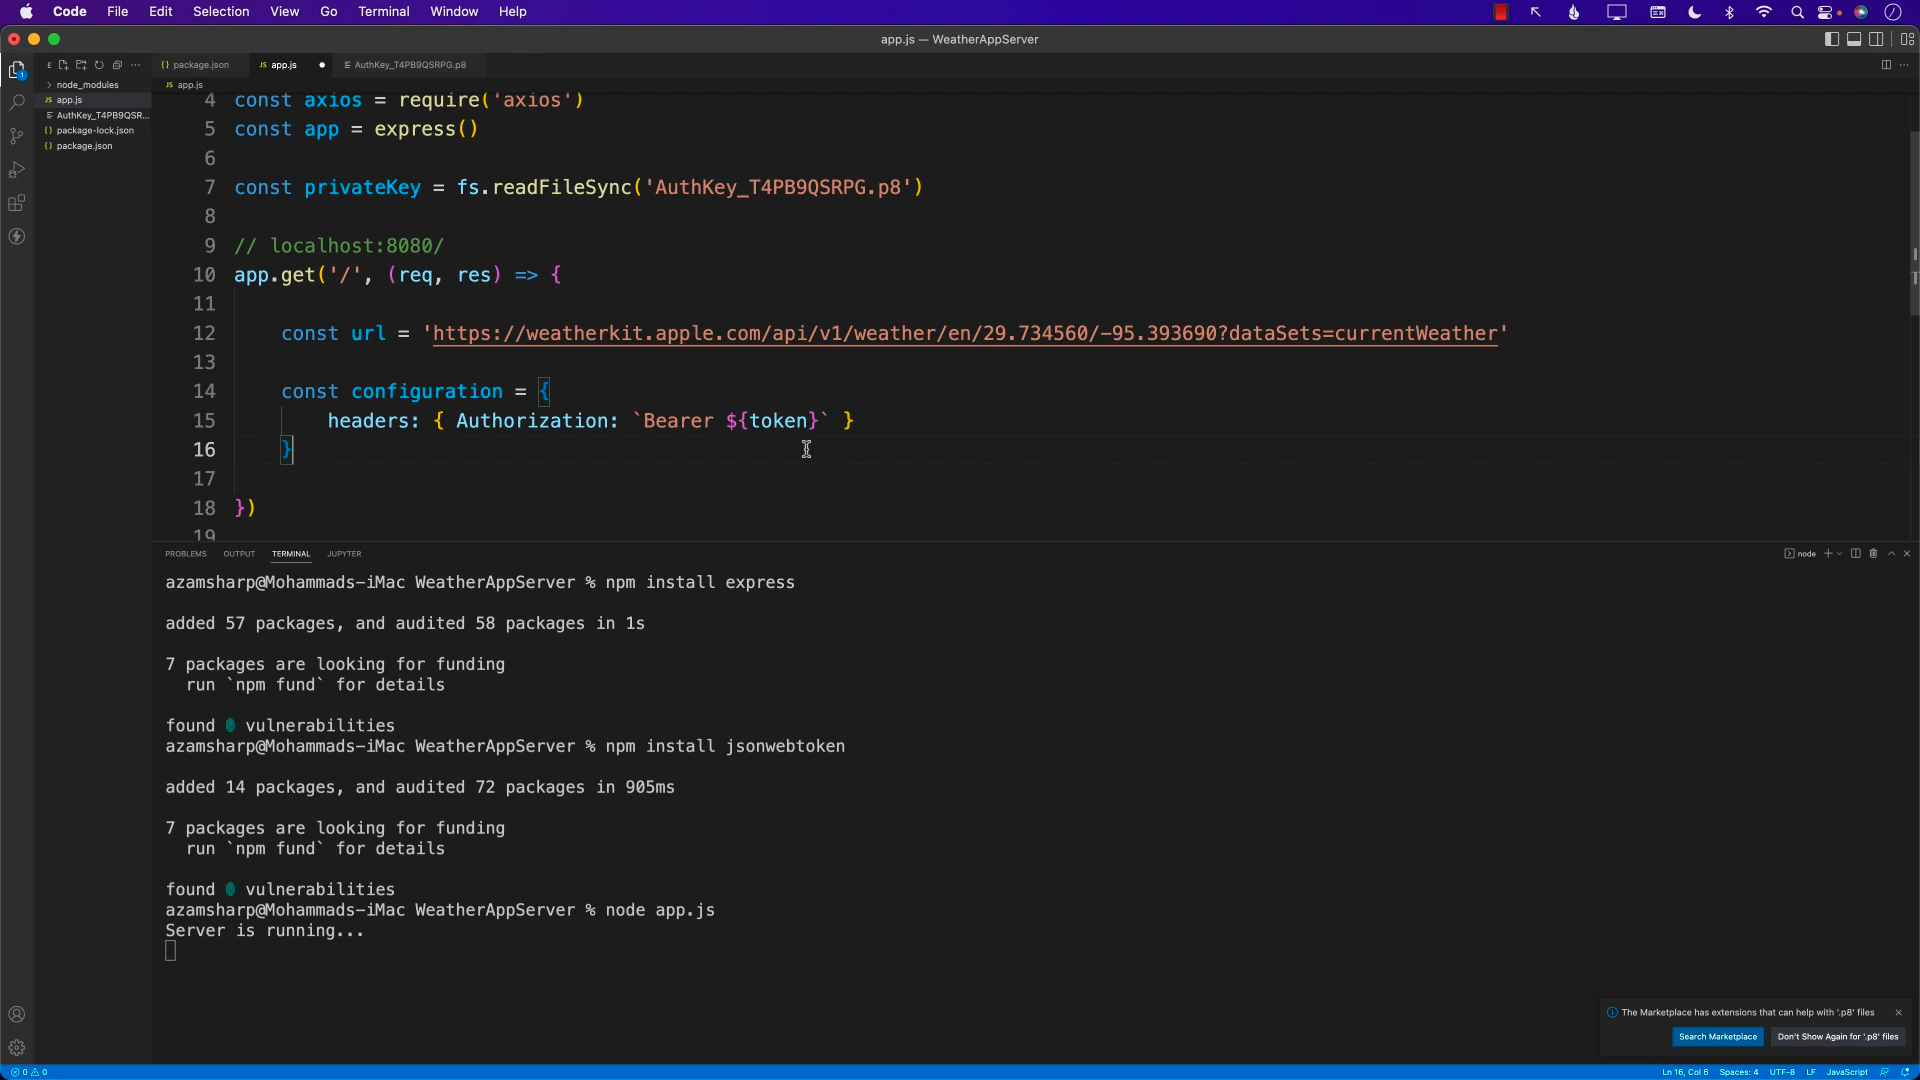 Code File Edit Selection View Go Terminal Window Help
app.js — WeatherAppServer
E
package.json
app.js
AuthKey_T4PB9QSRPG.p8
node_modules
app.js
AuthKey_T4PB9QSR...
package-lock.json
package.json
app.js
4 const axios = require('axios')
5 const app = express()
6
7 const privateKey = fs.readFileSync('AuthKey_T4PB9QSRPG.p8')
8
9 // localhost:8080/
10 app.get('/', (req, res) => {
11
12 const url = 'https://weatherkit.apple.com/api/v1/weather/en/29.734560/-95.393690?dataSets=currentWeather'
13
14 const configuration = {
15 headers: { Authorization: `Bearer ${token}` }
16 }
17
18 })
19
PROBLEMS OUTPUT TERMINAL JUPYTER
node
azamsharp@Mohammads-iMac WeatherAppServer % npm install express
added 57 packages, and audited 58 packages in 1s
7 packages are looking for funding
run `npm fund` for details
found 0 vulnerabilities
azamsharp@Mohammads-iMac WeatherAppServer % npm install jsonwebtoken
added 14 packages, and audited 72 packages in 905ms
7 packages are looking for funding
run `npm fund` for details
found 0 vulnerabilities
azamsharp@Mohammads-iMac WeatherAppServer % node app.js
Server is running...
The Marketplace has extensions that can help with '.p8' files
Search Marketplace
Don't Show Again for '.p8' files
0 0
Ln 16, Col 6 Spaces: 4 UTF-8 LF JavaScript